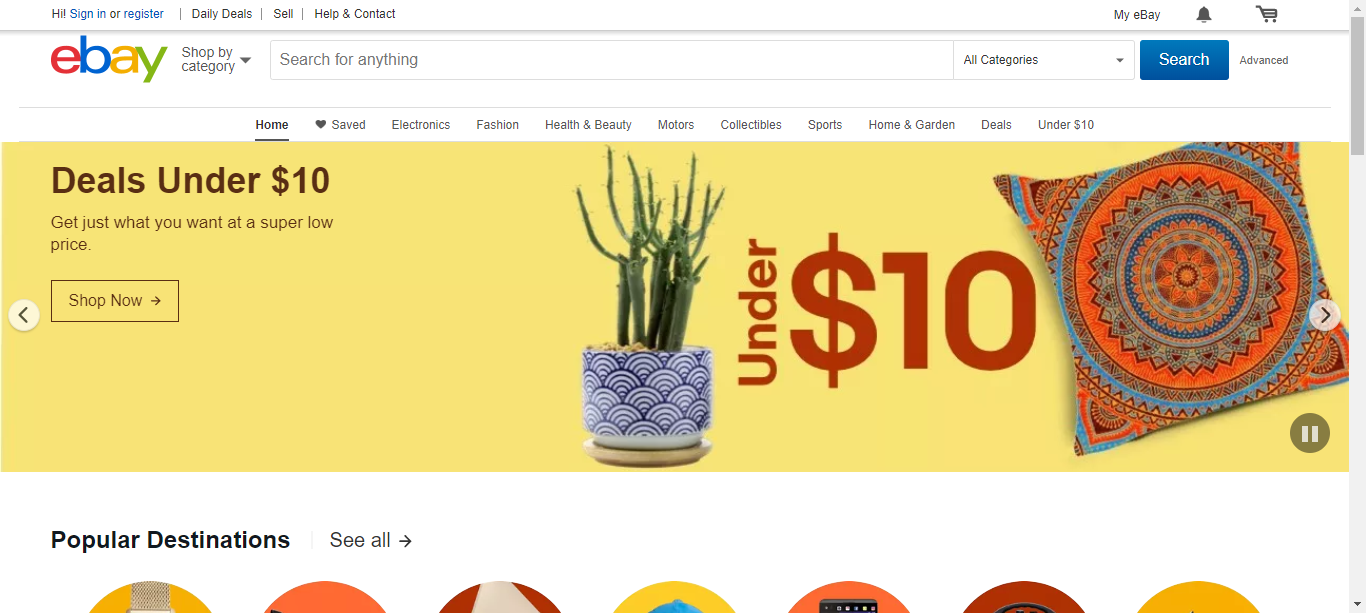 Hi! Sign in or register
Daily Deals
Sell
Help & Contact
My eBay
ebay
Shop by
category
Search for anything
All Categories
Search
Advanced
Home
Saved
Electronics
Fashion
Health & Beauty
Motors
Collectibles
Sports
Home & Garden
Deals
Under $10
Deals Under $10
Get just what you want at a super low
price.
Shop Now →
Under
$10
Popular Destinations
See all →